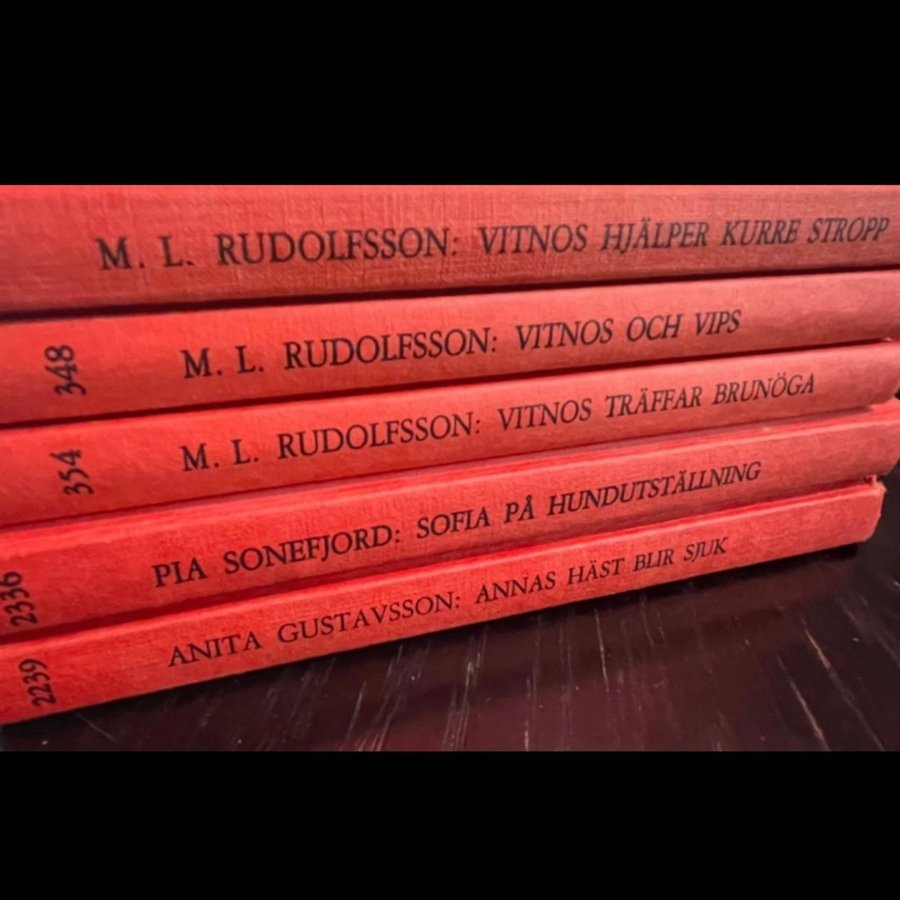 M. L. RUDOLFSSON: VITNOS HJÄLPER KURRE STROPP
348 M. L. RUDOLFSSON: VITNOS OCH VIPS
354 M. L. RUDOLFSSON: VITNOS TRÄFFAR BRUNÖGA
2336 PIA SONEFJORD: SOFIA PÅ HUNDUTSTÄLLNING
2239 ANITA GUSTAVSSON: ANNAS HÄST BLIR SJUK